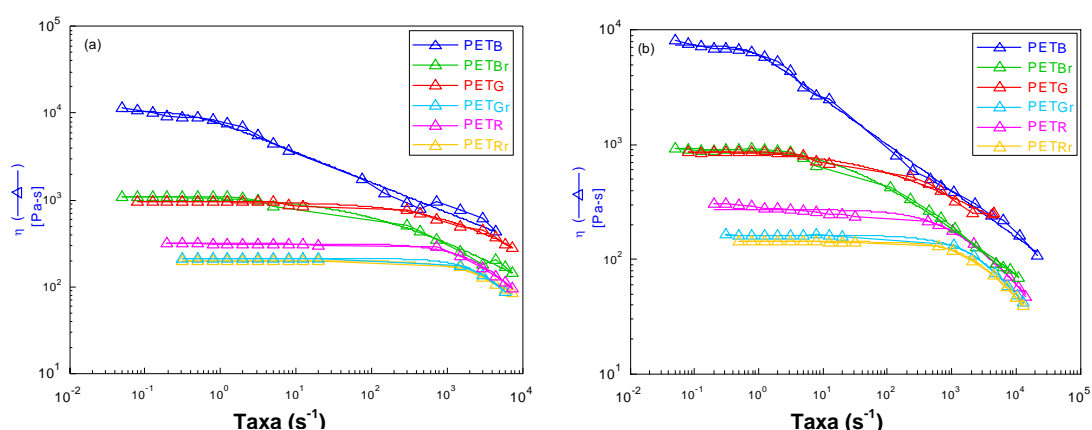 (a)
PETB
PETBr
PETG
PETGr
PETR
PETRr
10^5
10^4
10^3
10^2
10^1
η (—△—)
[Pa-s]
10^-2 10^-1 10^0 10^1 10^2 10^3 10^4
Taxa (s^-1)
(b)
PETB
PETBr
PETG
PETGr
PETR
PETRr
10^4
10^3
10^2
10^1
η (—△—)
[Pa-s]
10^-2 10^-1 10^0 10^1 10^2 10^3 10^4 10^5
Taxa (s^-1)